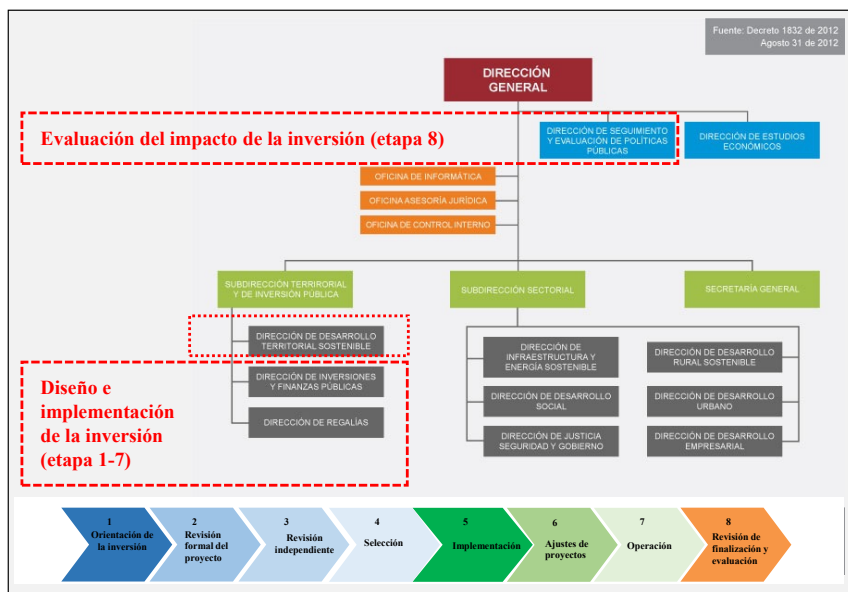 Fuente: Decreto 1832 de 2012
Agosto 31 de 2012
DIRECCIÓN
GENERAL
Evaluación del impacto de la inversión (etapa 8)
DIRECCIÓN DE SEGUIMIENTO
Y EVALUACIÓN DE POLÍTICAS
PÚBLICAS
DIRECCIÓN DE ESTUDIOS
ECONÓMICOS
OFICINA DE INFORMÁTICA
OFICINA ASESORÍA JURÍDICA
OFICINA DE CONTROL INTERNO
SUBDIRECCIÓN TERRIRORIAL
Y DE INVERSIÓN PÚBLICA
SUBDIRECCIÓN SECTORIAL
SECRETARÍA GENERAL
DIRECCIÓN DE DESARROLLO
TERRITORIAL SOSTENIBLE
DIRECCIÓN DE INVERSIONES
Y FINANZAS PÚBLICAS
DIRECCIÓN DE REGALÍAS
Diseño e
implementación
de la inversión
(etapa 1-7)
DIRECCIÓN DE
INFRAESTRUCTURA Y
ENERGÍA SOSTENIBLE
DIRECCIÓN DE DESARROLLO
SOCIAL
DIRECCIÓN DE JUSTICIA
SEGURIDAD Y GOBIERNO
DIRECCIÓN DE DESARROLLO
RURAL SOSTENIBLE
DIRECCIÓN DE DESARROLLO
URBANO
DIRECCIÓN DE DESARROLLO
EMPRESARIAL
1
Orientación de
la inversión
2
Revisión
formal del
proyecto
3
Revisión
independiente
4
Selección
5
Implementación
6
Ajustes de
proyectos
7
Operación
8
Revisión de
finalización y
evaluación